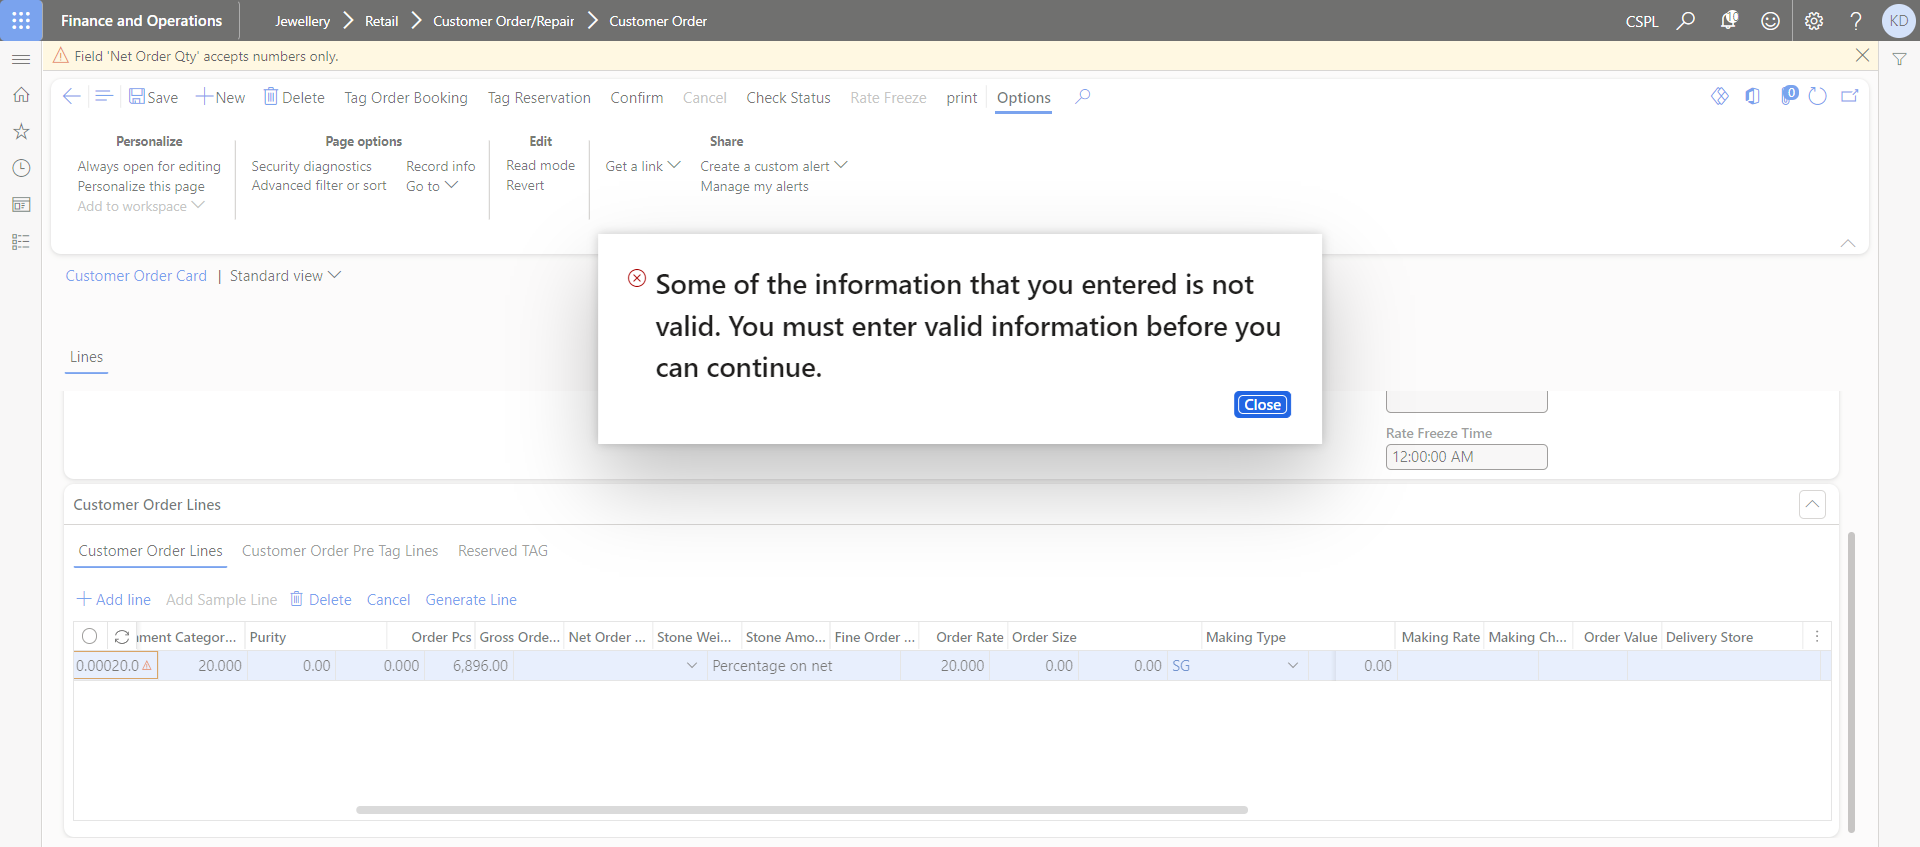 Finance and Operations
Jewellery
Retail
Customer Order/Repair
Customer Order
CSPL
KD
Field 'Net Order Qty' accepts numbers only.
Save
New
Delete
Tag Order Booking
Tag Reservation
Confirm
Cancel
Check Status
Rate Freeze
print
Options
0
Personalize
Always open for editing
Personalize this page
Add to workspace
Page options
Security diagnostics
Advanced filter or sort
Record info
Go to
Edit
Read mode
Revert
Share
Get a link
Create a custom alert
Manage my alerts
Customer Order Card | Standard view
Some of the information that you entered is not
valid. You must enter valid information before you
can continue.
Close
Lines
Rate Freeze Time
12:00:00 AM
Customer Order Lines
Customer Order Lines
Customer Order Pre Tag Lines
Reserved TAG
Add line
Add Sample Line
Delete
Cancel
Generate Line
ment Categor...
Purity
Order Pcs
Gross Orde...
Net Order ...
Stone Wei...
Stone Amo...
Fine Order ...
Order Rate
Order Size
Making Type
Making Rate
Making Ch...
Order Value
Delivery Store
0.00020.0
20.000
0.00
0.000
6,896.00
Percentage on net
20.000
0.00
0.00
SG
0.00